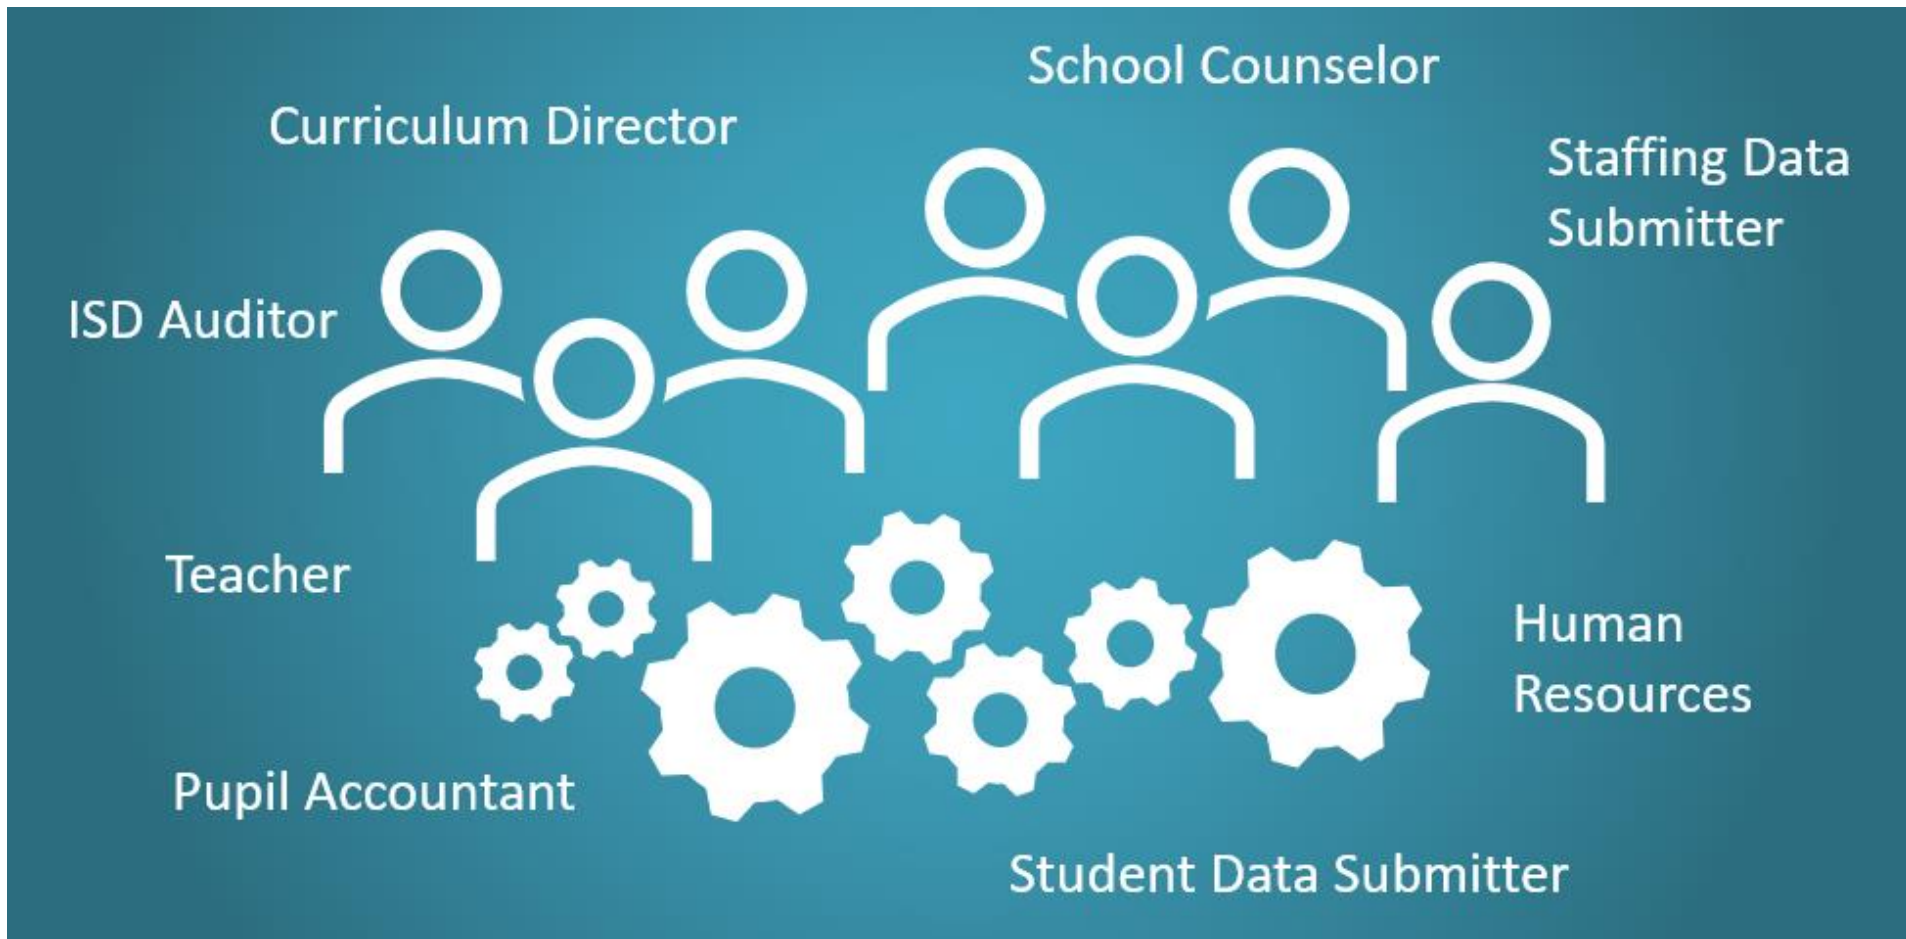 School Counselor
Curriculum Director
Staffing Data
Submitter
ISD Auditor
Teacher
Human
Resources
Pupil Accountant
Student Data Submitter